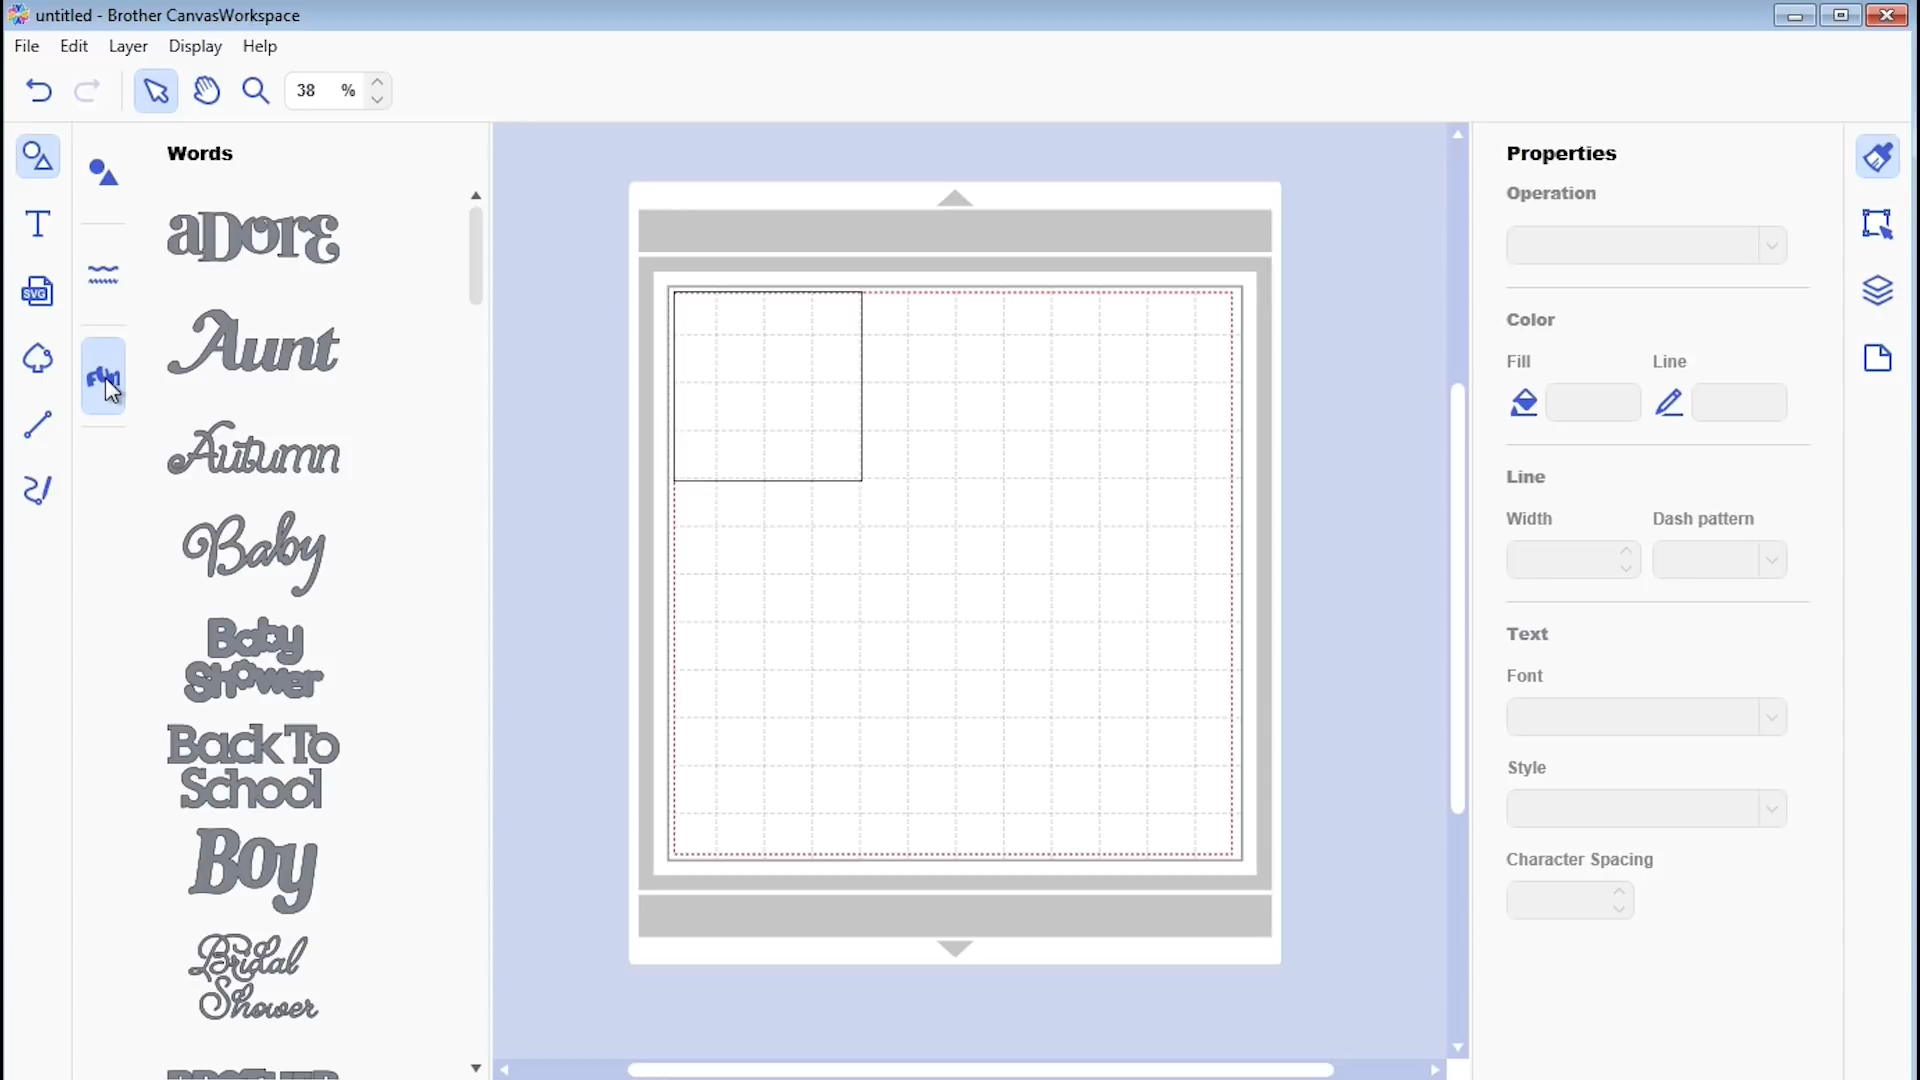 untitled - Brother CanvasWorkspace
File Edit Layer Display Help
38 %
Words
Properties
Operation
Color
Fill Line
Line
Width Dash pattern
Text
Font
Style
Character Spacing
SVG
aDorE
Aunt
Autumn
Baby
Baby
Shower
Back To
School
Boy
Bridal
Shower